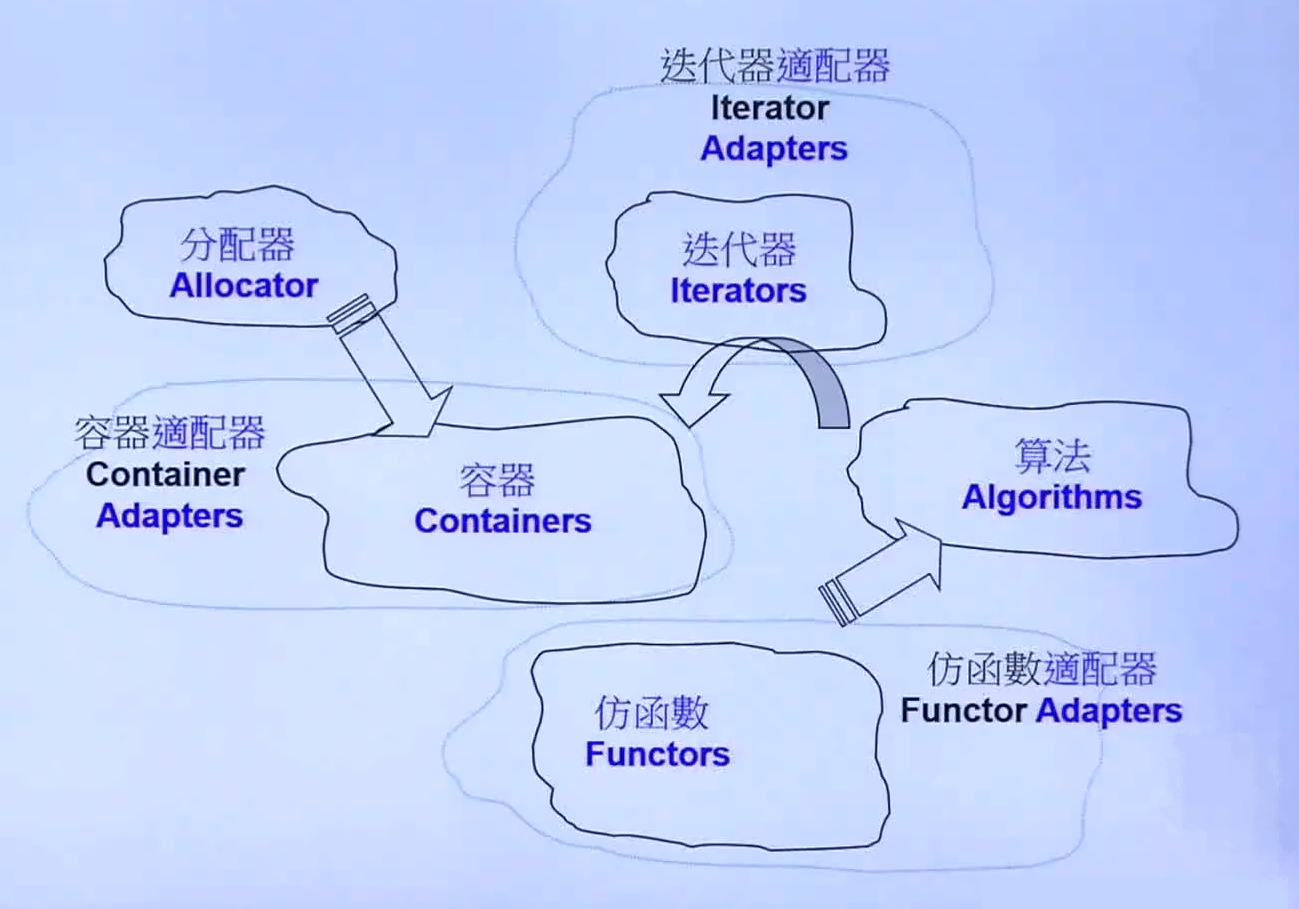 迭代器適配器
Iterator
Adapters
分配器
Allocator
迭代器
Iterators
容器適配器
Container
Adapters
容器
Containers
算法
Algorithms
仿函數
Functors
仿函數適配器
Functor Adapters